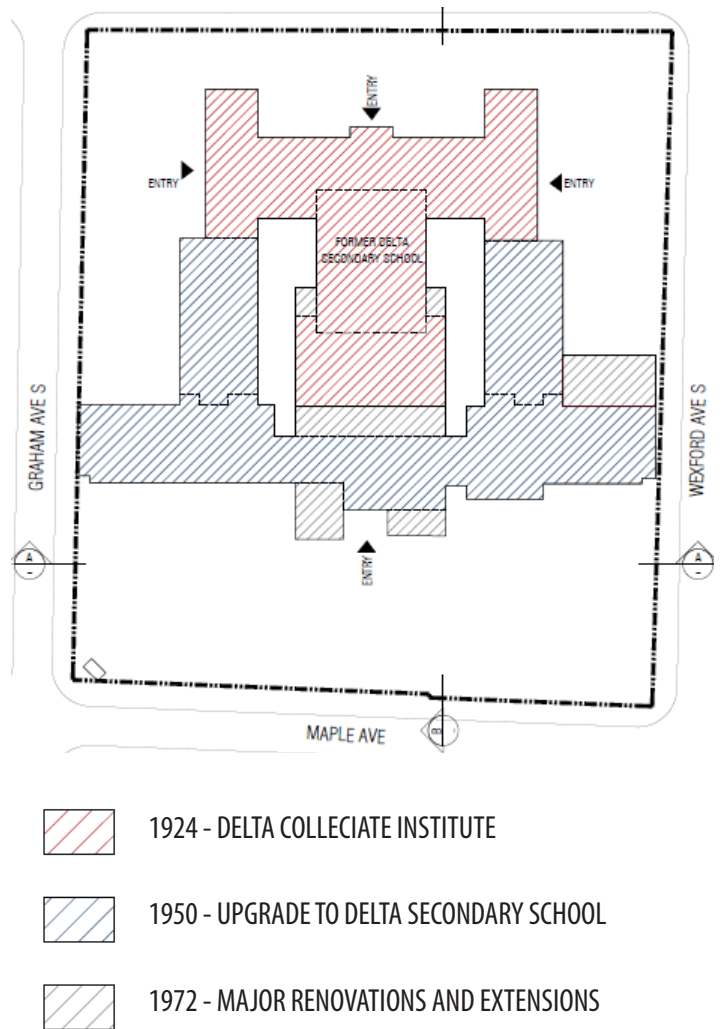 ENTRY
ENTRY
ENTRY
FORMER DELTA
SECONDARY SCHOOL
GRAHAM AVE S
WEXFORD AVE S
A
–
A
–
ENTRY
MAPLE AVE
B
1924 - DELTA COLLECIATE INSTITUTE
1950 - UPGRADE TO DELTA SECONDARY SCHOOL
1972 - MAJOR RENOVATIONS AND EXTENSIONS